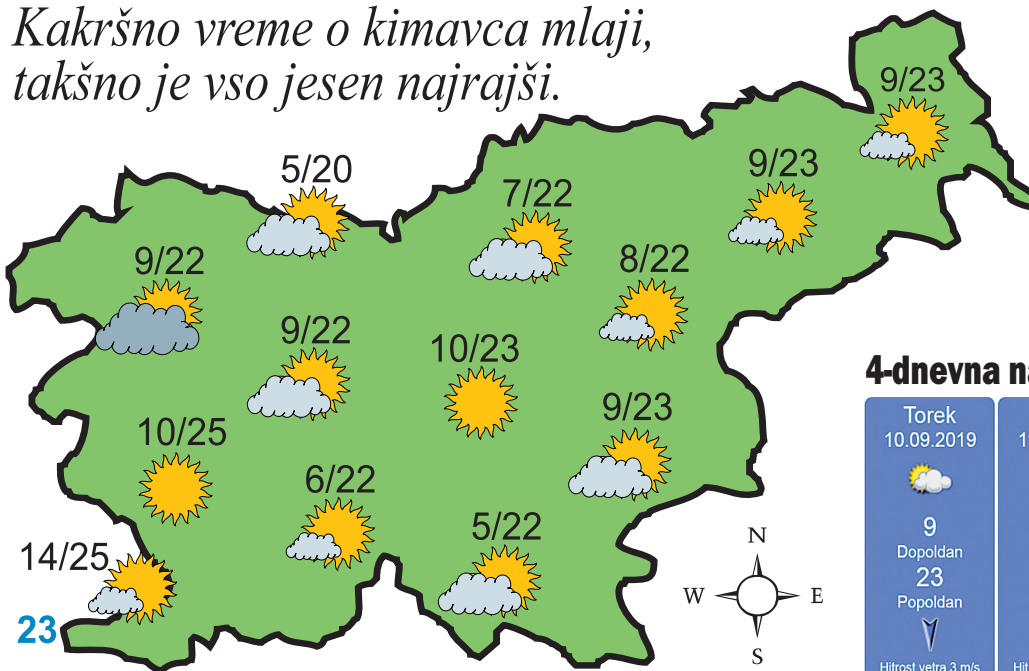 Kakršno vreme o kimavca mlaji,
takšno je vso jesen najrajši.
9/23
5/20
9/23
7/22
9/22
8/22
9/22
10/23
10/25
9/23
6/22
5/22
14/25
23
N
W E
S
4-dnevna
Torek
10.09.2019
9
Dopoldan
23
Popoldan
Hitrost vetra 3 m/s